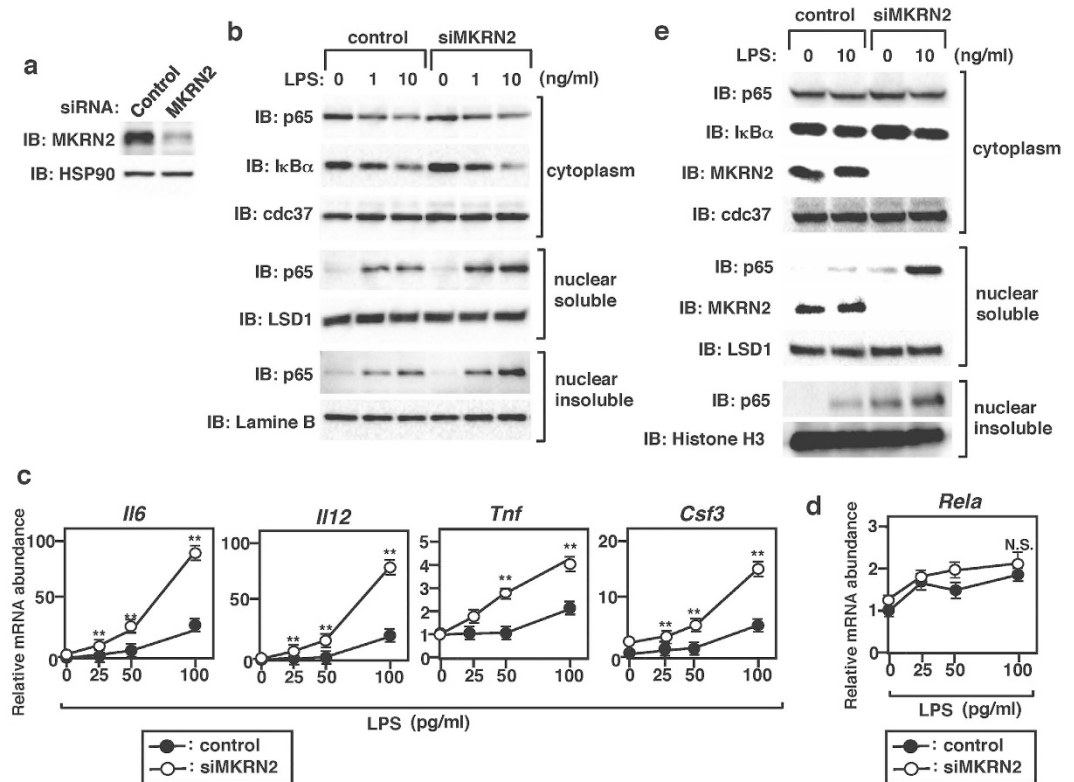 a
siRNA: Control MKRN2
IB: MKRN2
IB: HSP90
b
control siMKRN2
LPS: 0 1 10 0 1 10 (ng/ml)
IB: p65
IB: IκBα
IB: cdc37
cytoplasm
IB: p65
IB: LSD1
nuclear
soluble
IB: p65
IB: Lamine B
nuclear
insoluble
e
control siMKRN2
LPS: 0 10 0 10 (ng/ml)
IB: p65
IB: IκBα
IB: MKRN2
IB: cdc37
cytoplasm
IB: p65
IB: MKRN2
IB: LSD1
nuclear
soluble
IB: p65
IB: Histone H3
nuclear
insoluble
c
Relative mRNA abundance
Il6
100
50
0
** ** **
0 25 50 100
Il12
100
50
0
** ** **
0 25 50 100
Tnf
5
4
3
2
1
0
** **
0 25 50 100
Csf3
20
10
0
** ** **
0 25 50 100
LPS (pg/ml)
: control
: siMKRN2
d
Relative mRNA abundance
Rela
3
2
1
0
N.S.
0 25 50 100
LPS (pg/ml)
: control
: siMKRN2